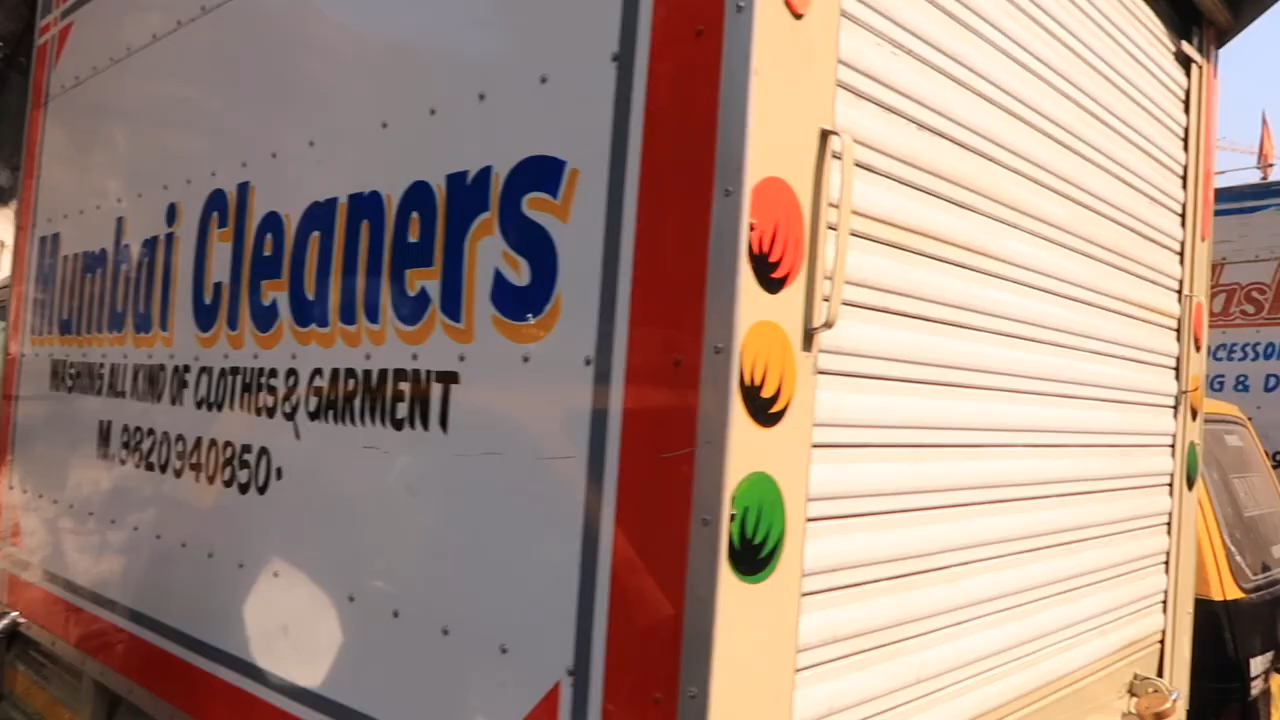 Mumbai Cleaners
WASHING ALL KIND OF CLOTHES & GARMENT
M. 9820940850.